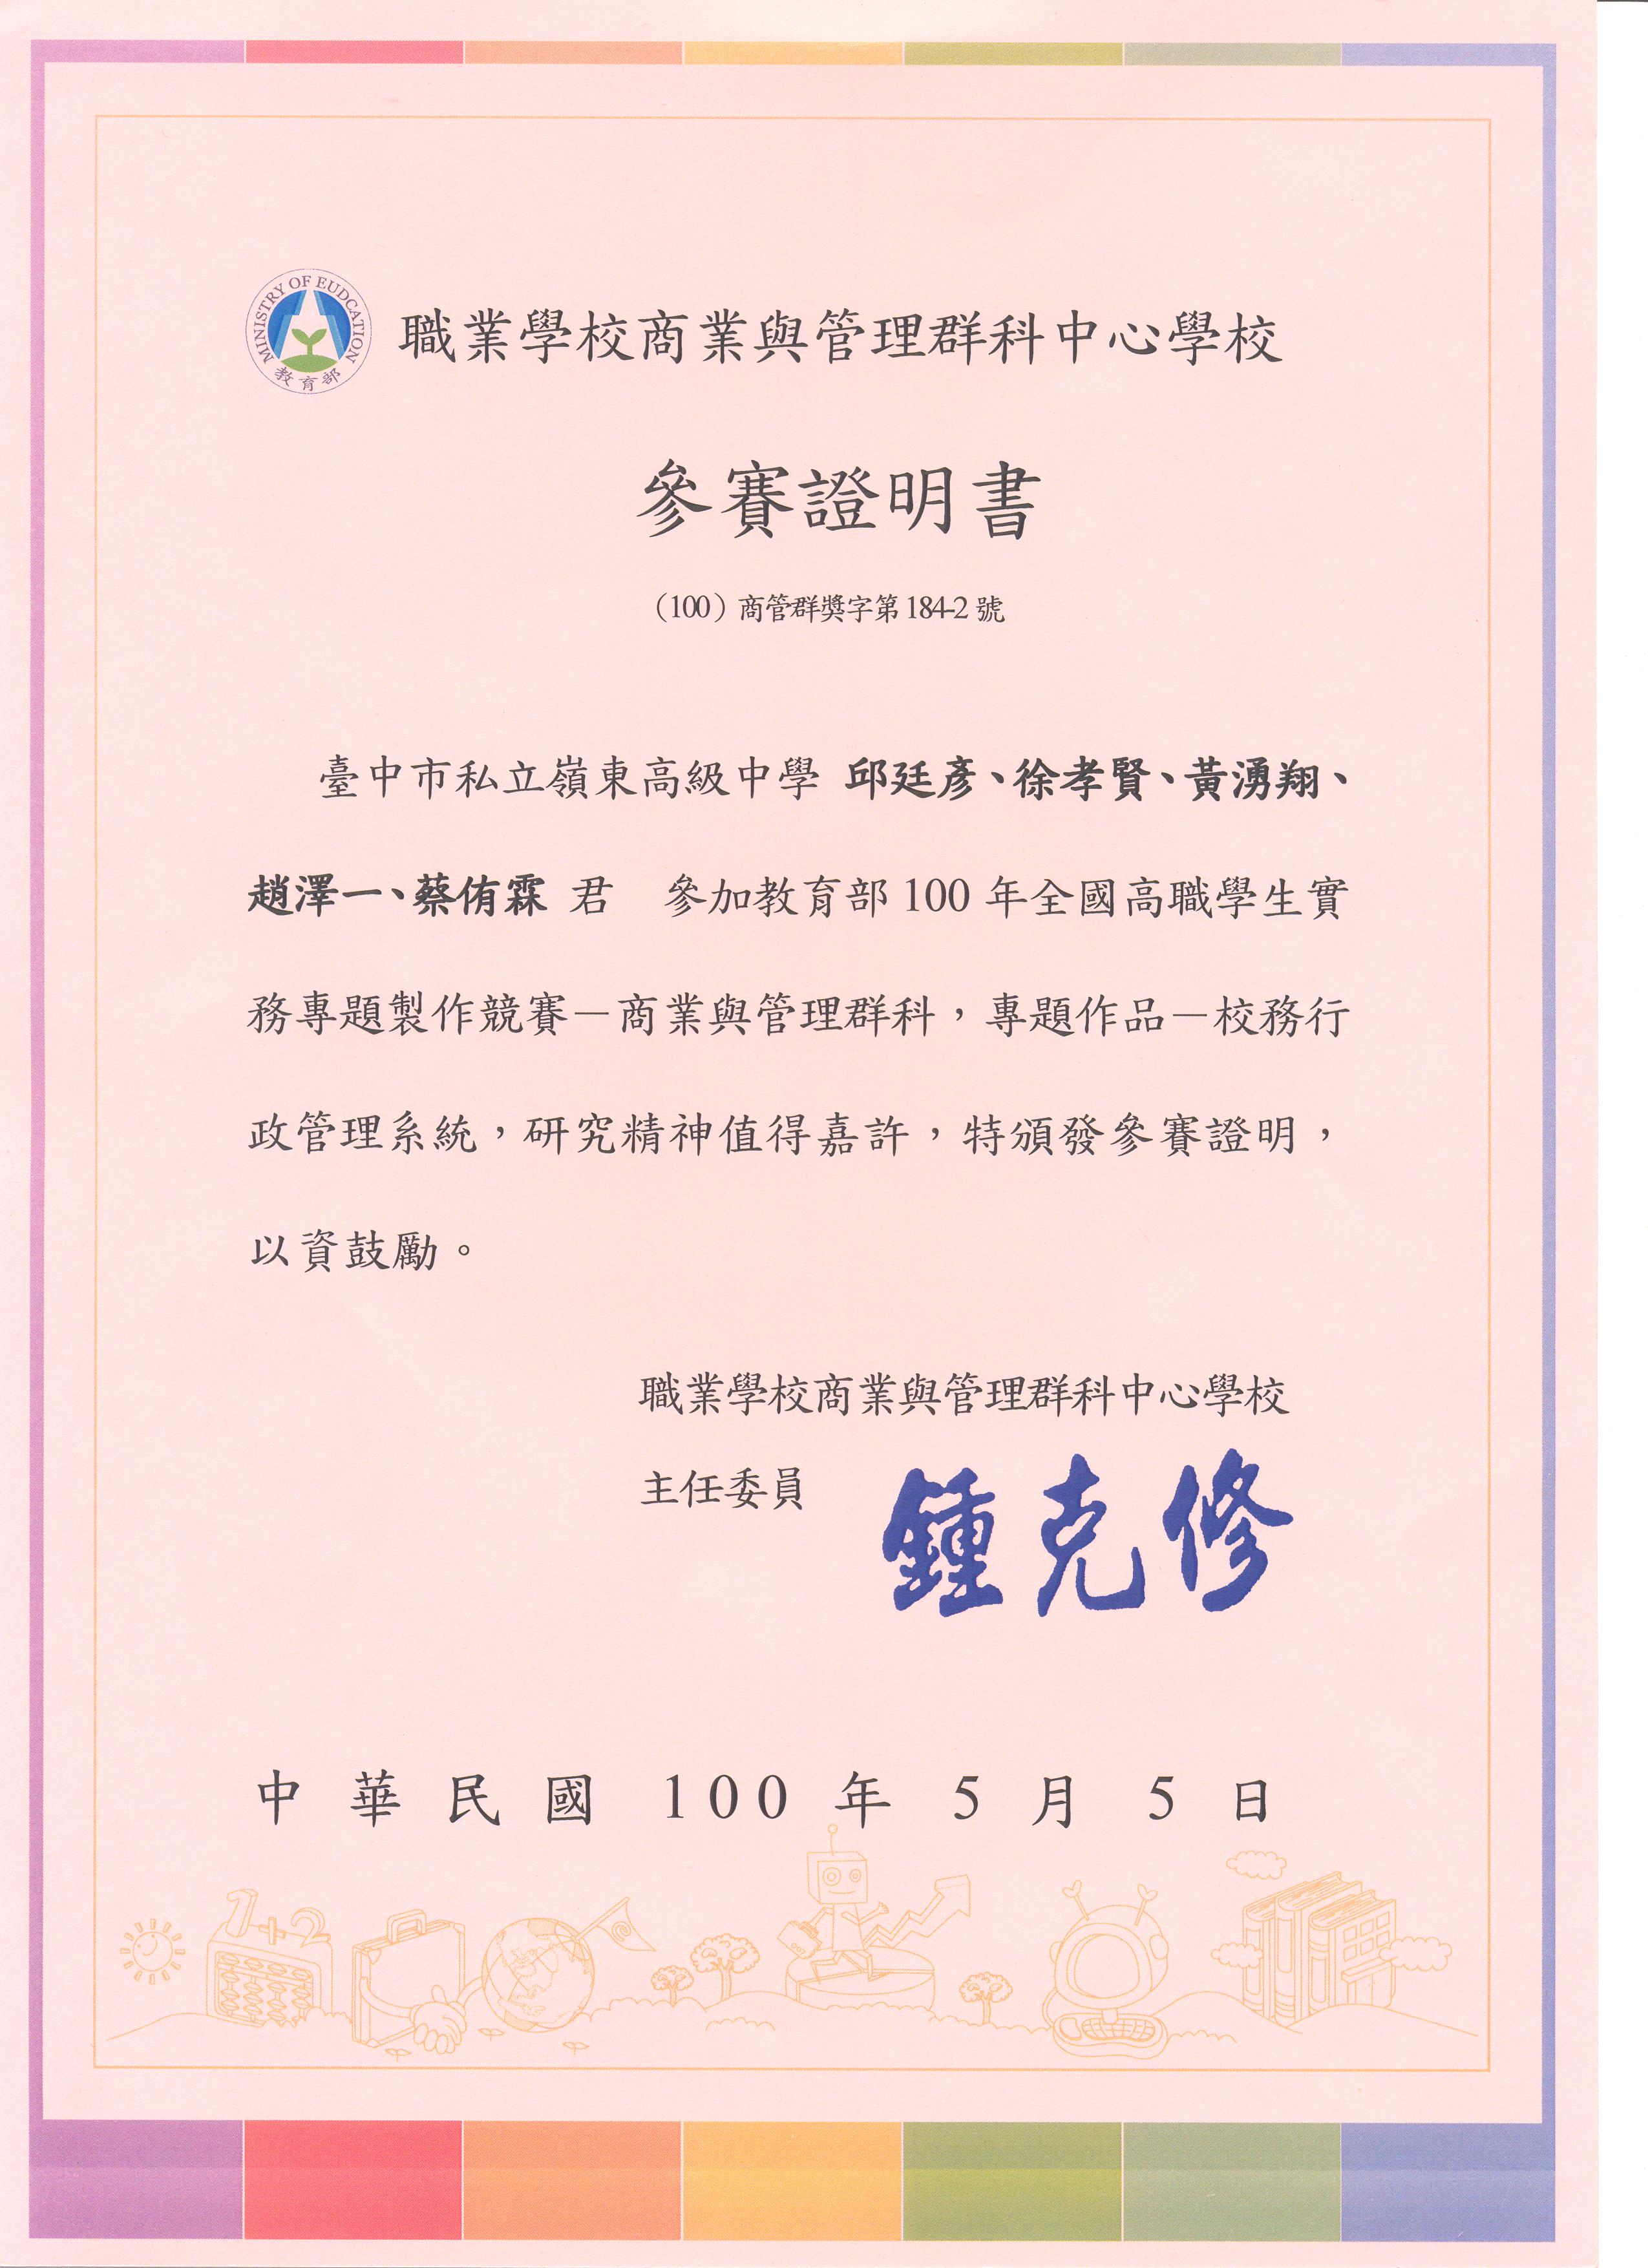 MINISTRY OF EUDCATION
教育部
職業學校商業與管理群科中心學校
參賽證明書
（100）商管群獎字第184-2號
臺中市私立嶺東高級中學 邱廷彥、徐孝賢、黃湧翔、
趙澤一、蔡侑霖 君　參加教育部100年全國高職學生實
務專題製作競賽－商業與管理群科，專題作品－校務行
政管理系統，研究精神值得嘉許，特頒發參賽證明，
以資鼓勵。
職業學校商業與管理群科中心學校
主任委員 鍾克修
中華民國 100 年 5 月 5 日
1+2